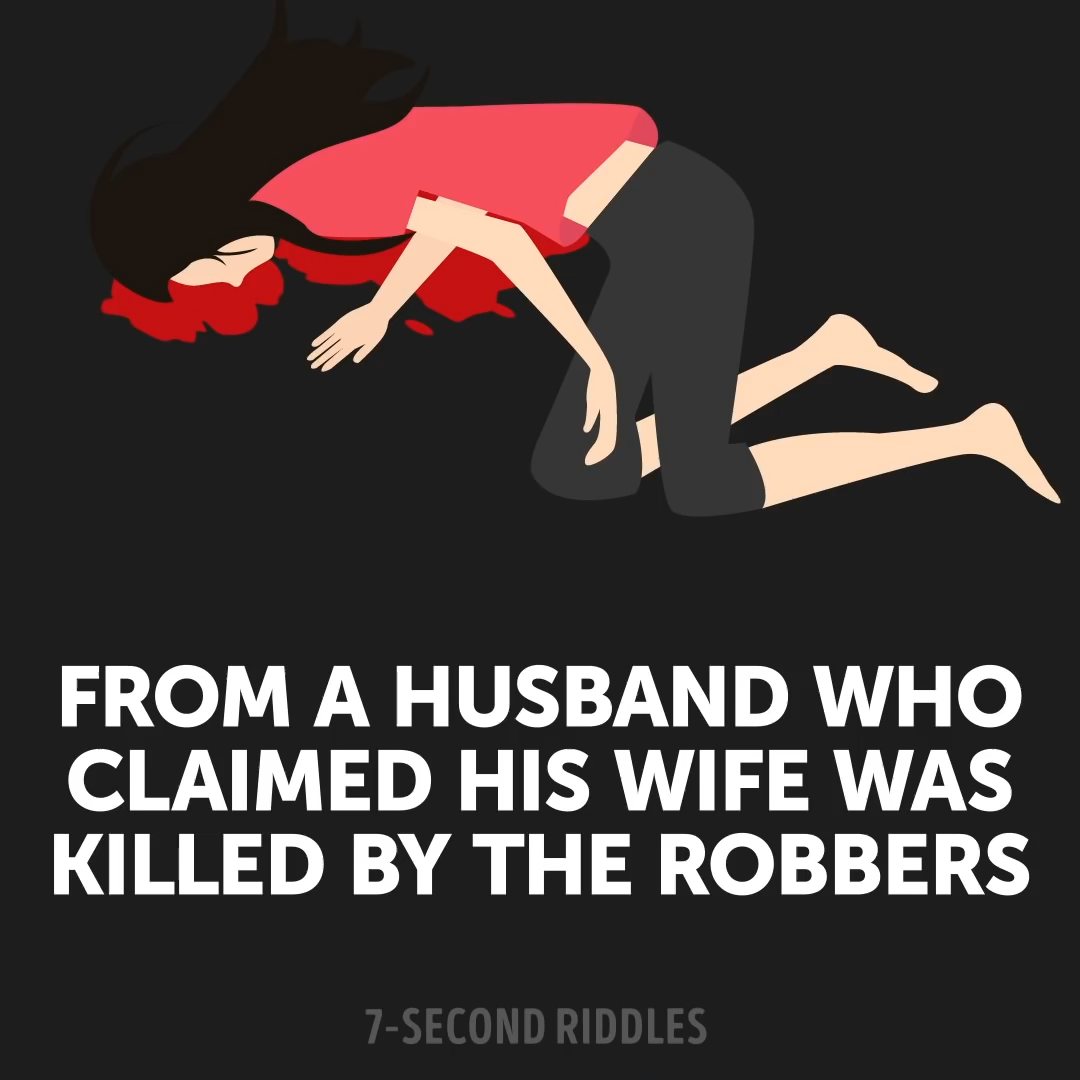 FROM A HUSBAND WHO
CLAIMED HIS WIFE WAS
KILLED BY THE ROBBERS
7-SECOND RIDDLES